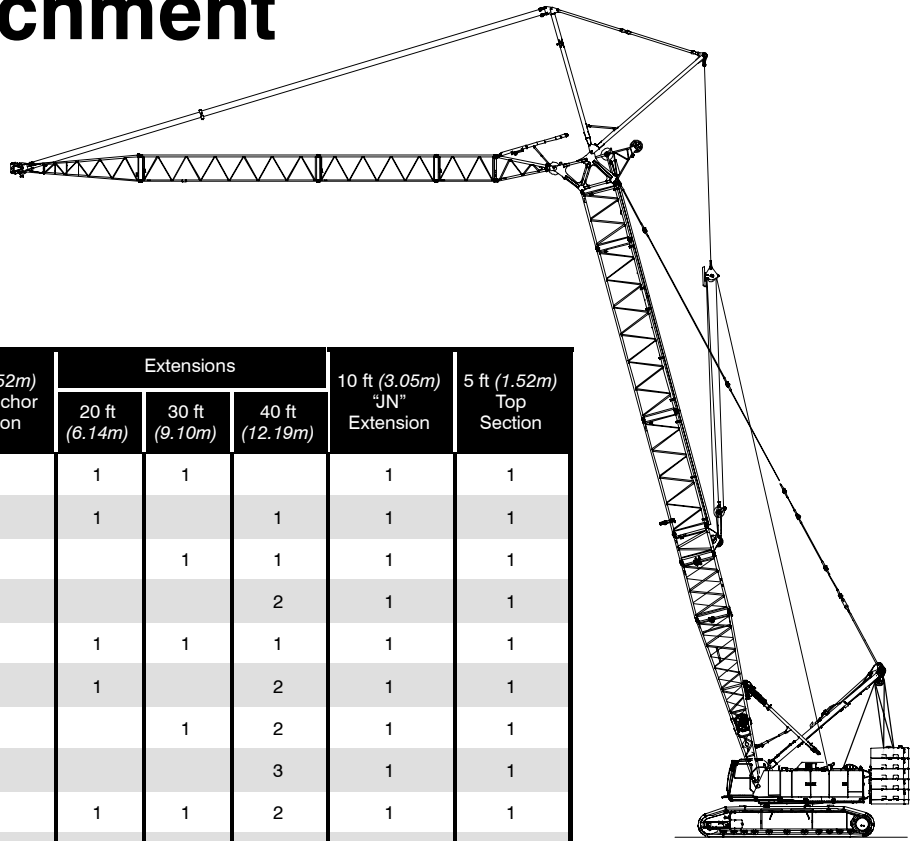 chment
52m)
chor
on
Extensions
20 ft
(6.14m)
30 ft
(9.10m)
40 ft
(12.19m)
10 ft (3.05m)
“JN”
Extension
5 ft (1.52m)
Top
Section
1 1 1 1
1 1 1 1
1 1 1 1
2 1 1
1 1 1 1 1
1 2 1 1
1 2 1 1
3 1 1
1 1 2 1 1